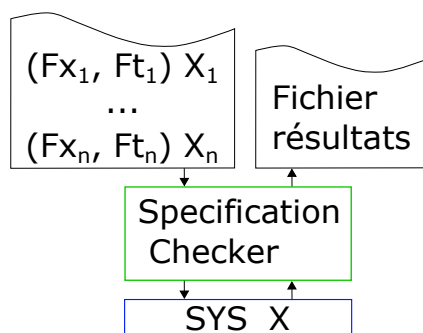 (Fx₁, Ft₁) X₁
...
(Fxₙ, Ftₙ) Xₙ
Fichier
résultats
Specification
Checker
SYS X